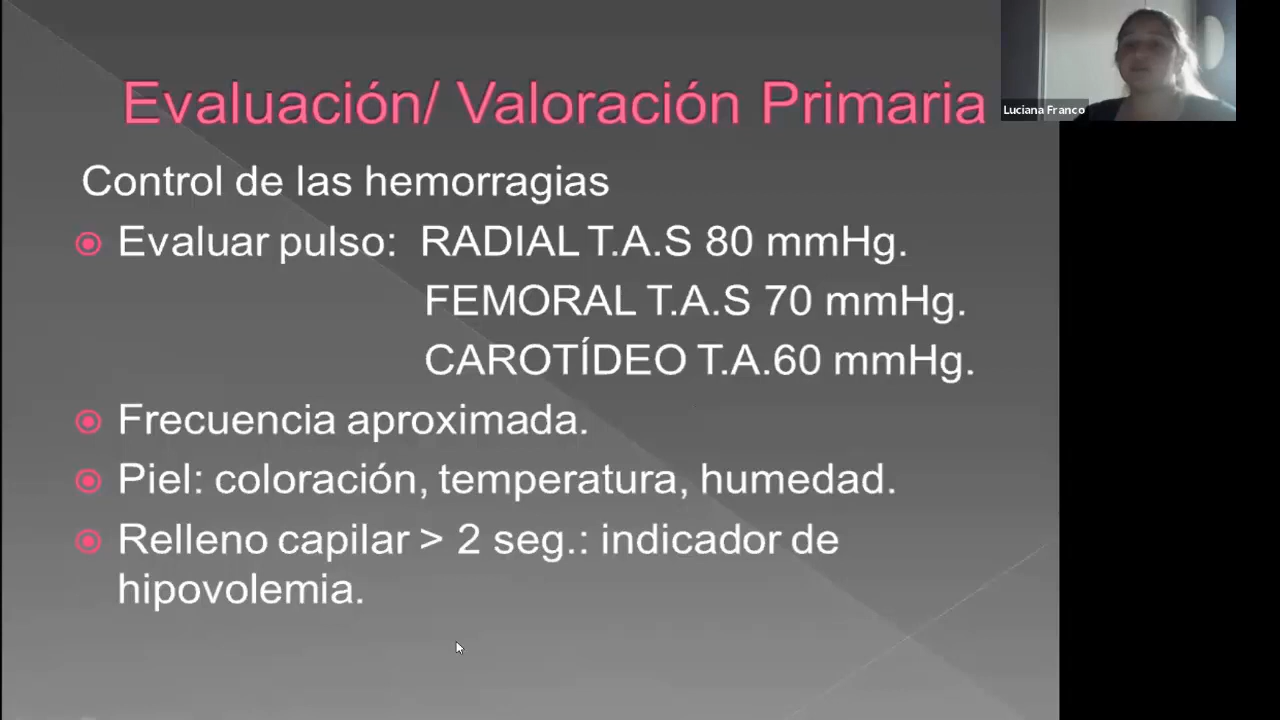 Evaluación/ Valoración Primaria
Luciana Franco
Control de las hemorragias
Evaluar pulso: RADIAL T.A.S 80 mmHg.
FEMORAL T.A.S 70 mmHg.
CAROTÍDEO T.A.60 mmHg.
Frecuencia aproximada.
Piel: coloración, temperatura, humedad.
Relleno capilar > 2 seg.: indicador de
hipovolemia.